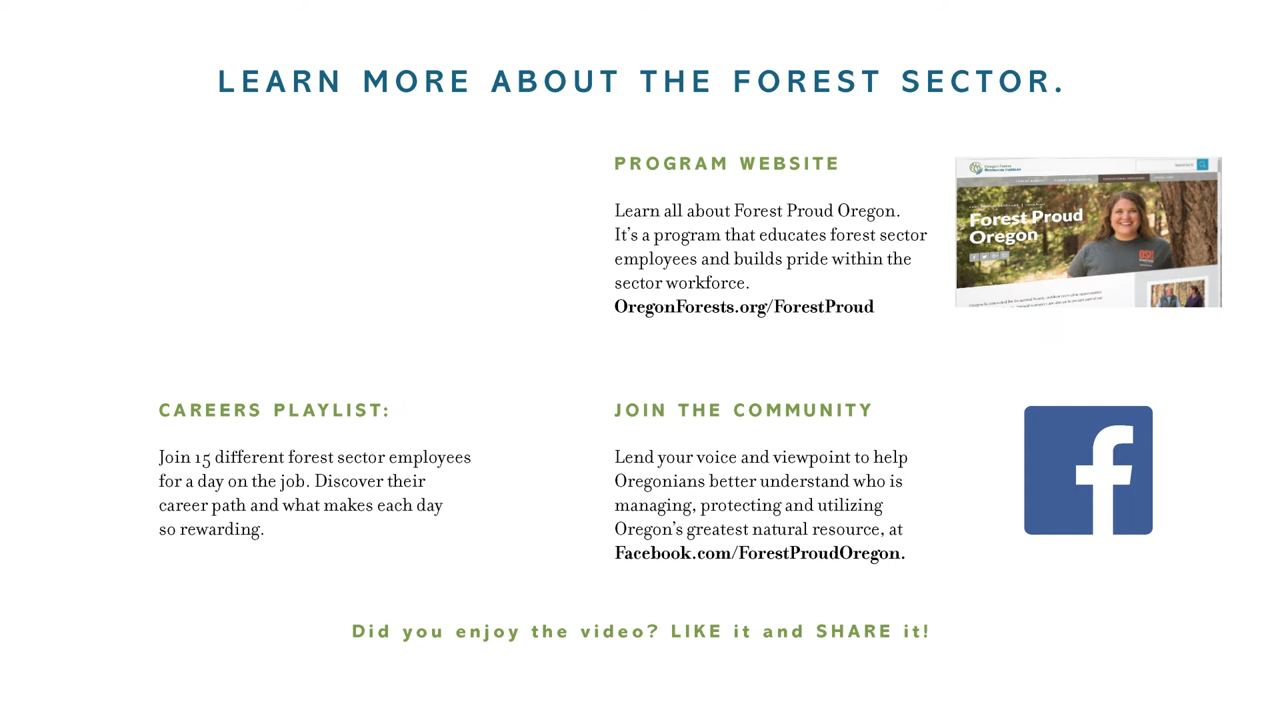 LEARN MORE ABOUT THE FOREST SECTOR.
PROGRAM WEBSITE
Learn all about Forest Proud Oregon.
It's a program that educates forest sector
employees and builds pride within the
sector workforce.
OregonForests.org/ForestProud
Oregon Forest
Resources Institute
Forest Proud
Oregon
OSU
CAREERS PLAYLIST:
Join 15 different forest sector employees
for a day on the job. Discover their
career path and what makes each day
so rewarding.
JOIN THE COMMUNITY
Lend your voice and viewpoint to help
Oregonians better understand who is
managing, protecting and utilizing
Oregon's greatest natural resource, at
Facebook.com/ForestProudOregon.
f
Did you enjoy the video? LIKE it and SHARE it!